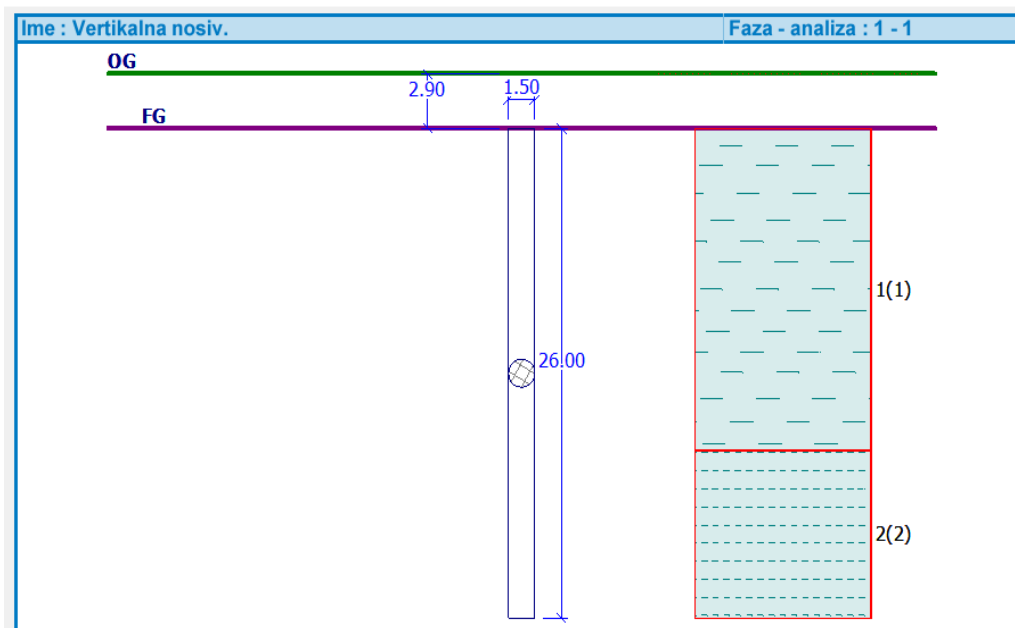 Ime : Vertikalna nosiv. Faza - analiza : 1 - 1
OG
2.90 1.50
FG
1(1)
26.00
2(2)